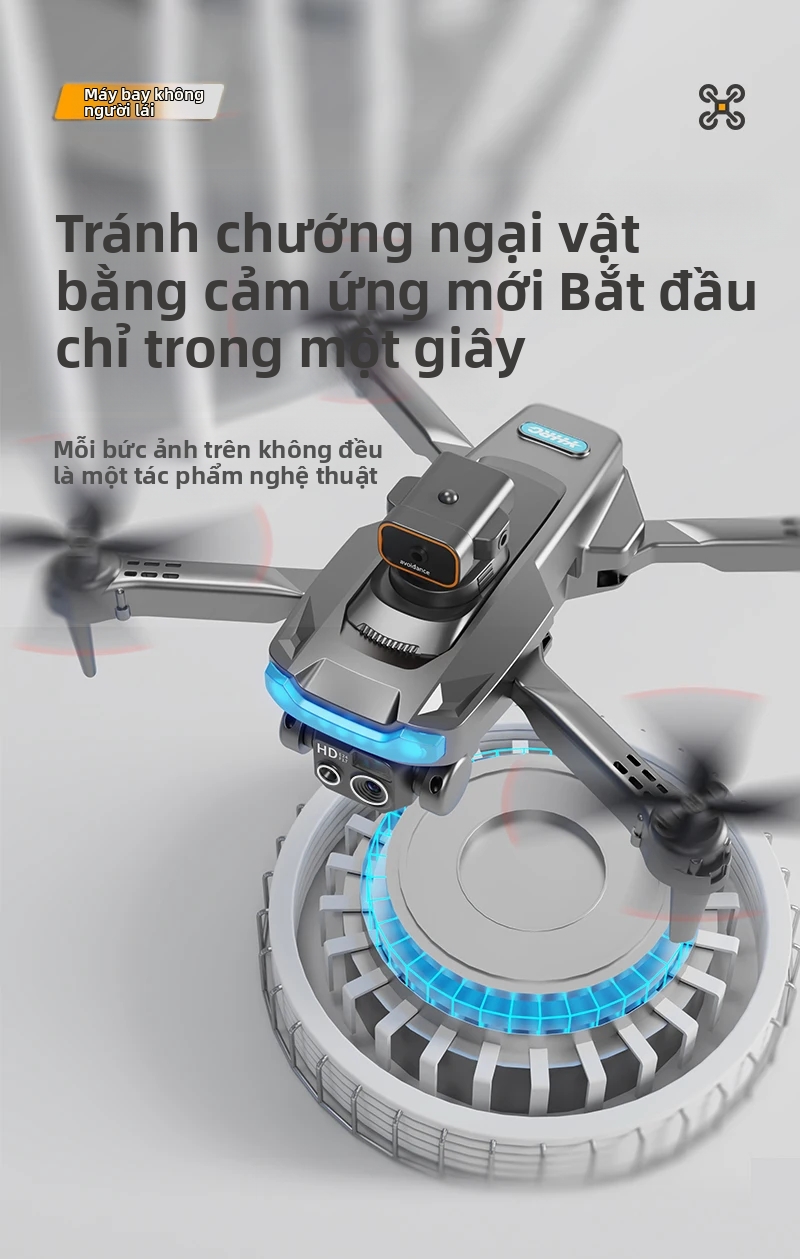 Máy bay không
người lái
Tránh chướng ngại vật
bằng cảm ứng mới Bắt đầu
chỉ trong một giây
Mỗi bức ảnh trên không đều
là một tác phẩm nghệ thuật
avoidance
HD